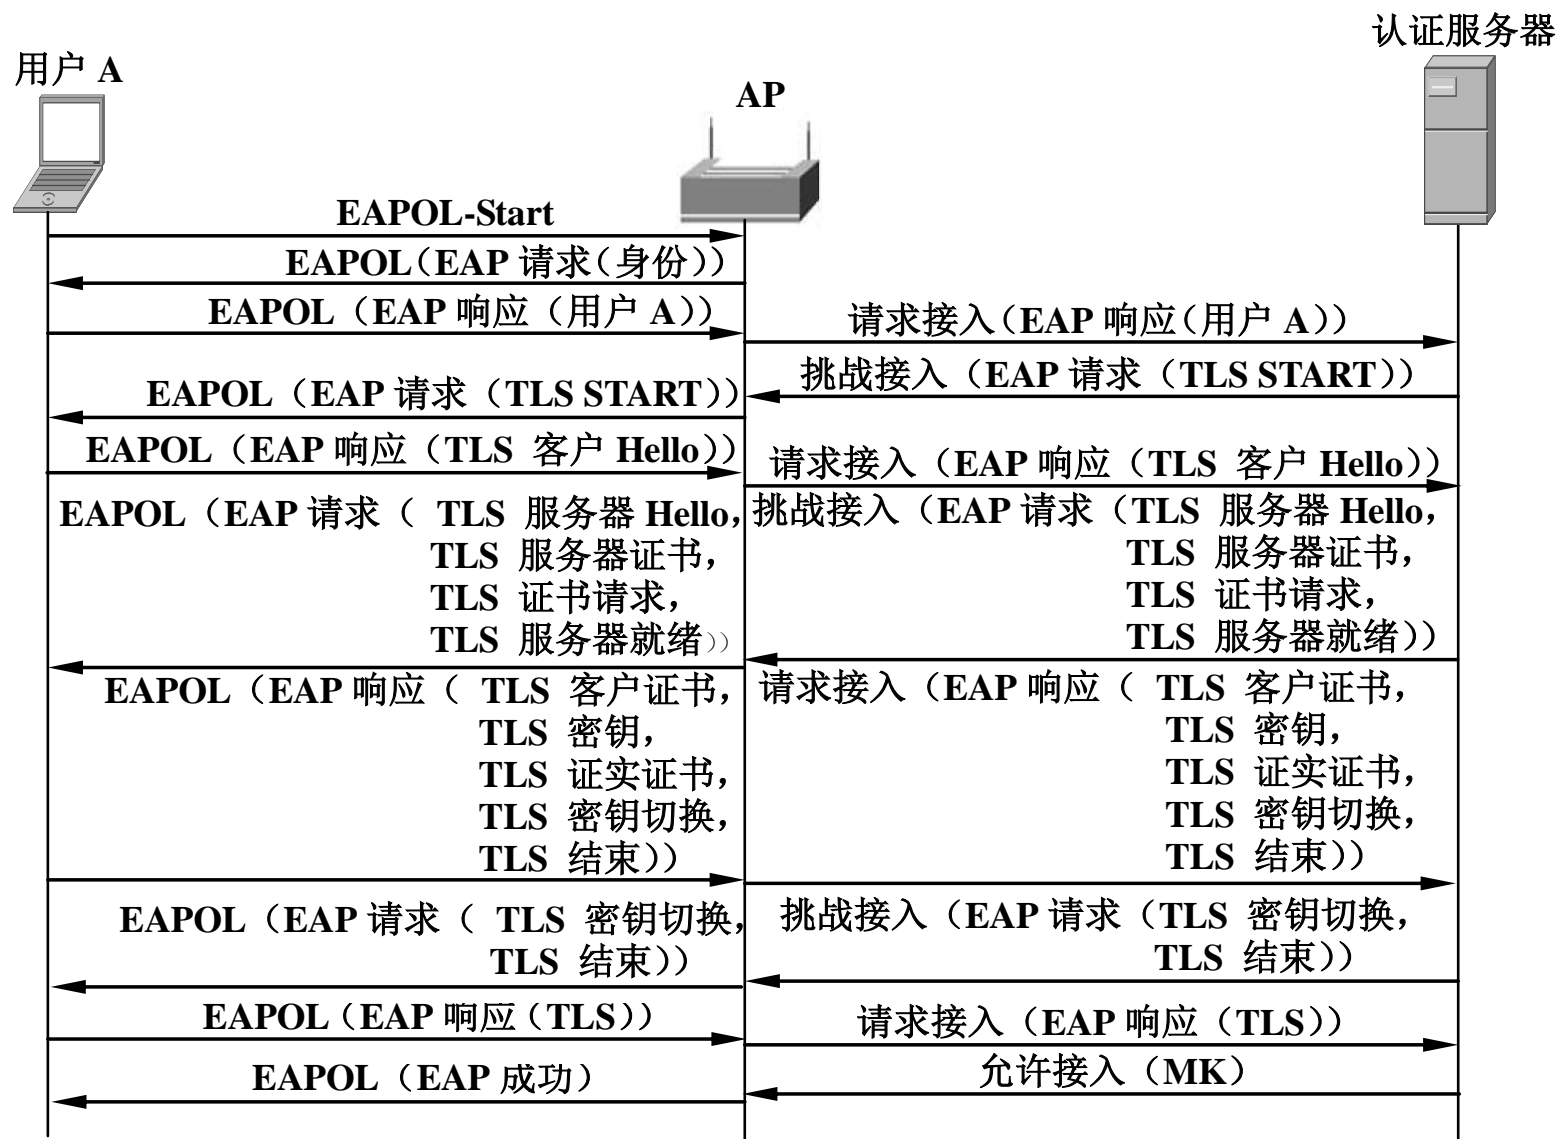 认证服务器
用户 A
AP
EAPOL-Start
EAPOL（EAP 请求（身份））
EAPOL（EAP 响应（用户 A））
请求接入（EAP 响应（用户 A））
挑战接入（EAP 请求（TLS START））
EAPOL（EAP 请求（TLS START））
EAPOL（EAP 响应（TLS 客户 Hello））
请求接入（EAP 响应（TLS 客户 Hello））
EAPOL（EAP 请求（ TLS 服务器 Hello，
TLS 服务器证书，
TLS 证书请求，
TLS 服务器就绪））
挑战接入（EAP 请求（TLS 服务器 Hello，
TLS 服务器证书，
TLS 证书请求，
TLS 服务器就绪））
EAPOL（EAP 响应（ TLS 客户证书，
TLS 密钥，
TLS 证实证书，
TLS 密钥切换，
TLS 结束））
请求接入（EAP 响应（ TLS 客户证书，
TLS 密钥，
TLS 证实证书，
TLS 密钥切换，
TLS 结束））
EAPOL（EAP 请求（ TLS 密钥切换，
TLS 结束））
挑战接入（EAP 请求（TLS 密钥切换，
TLS 结束））
EAPOL（EAP 响应（TLS））
请求接入（EAP 响应（TLS））
允许接入（MK）
EAPOL（EAP 成功）